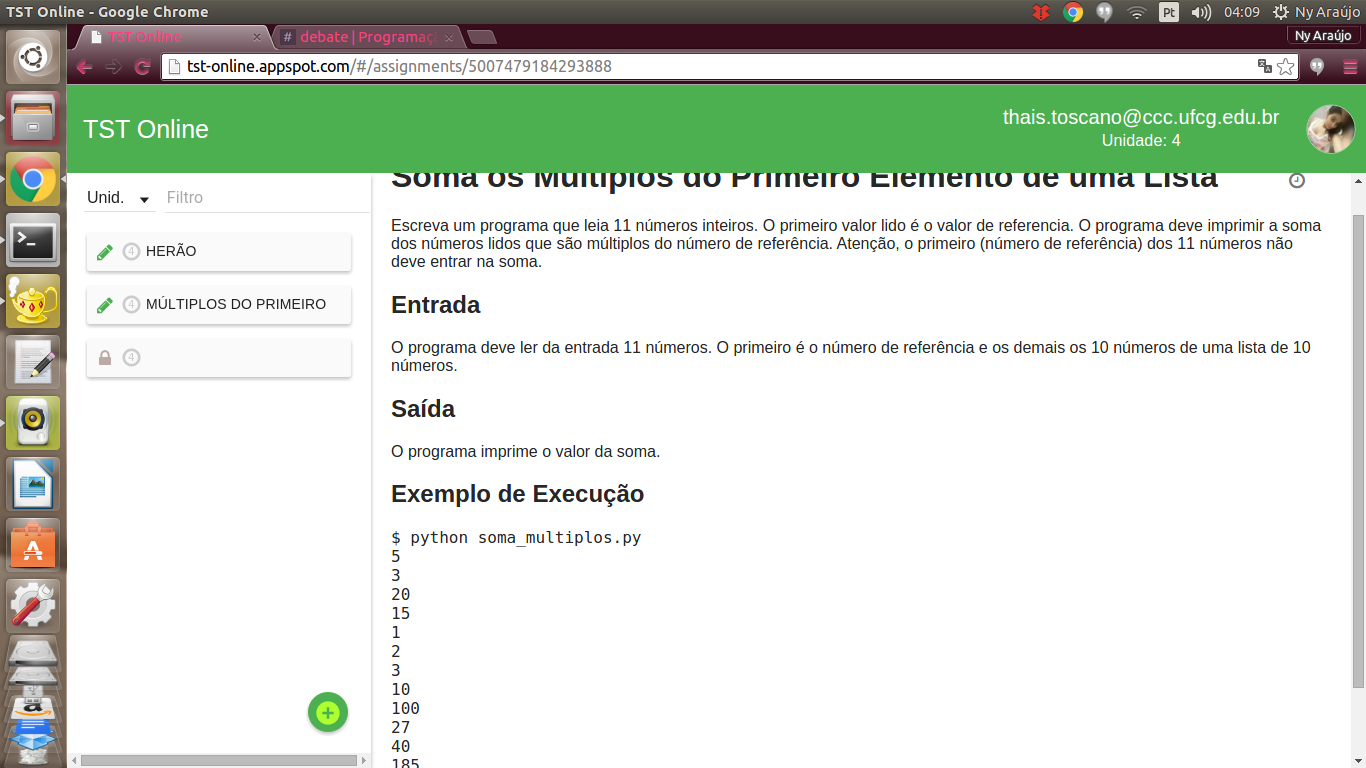 TST Online - Google Chrome
Pt
04:09
Ny Araújo
TST Online
# debate | Programaç
Ny Araújo
tst-online.appspot.com/#/assignments/5007479184293888
TST Online
thais.toscano@ccc.ufcg.edu.br
Unidade: 4
Unid.
Filtro
4 HERÃO
4 MÚLTIPLOS DO PRIMEIRO
4
Soma os Múltiplos do Primeiro Elemento de uma Lista
Escreva um programa que leia 11 números inteiros. O primeiro valor lido é o valor de referencia. O programa deve imprimir a soma
dos números lidos que são múltiplos do número de referência. Atenção, o primeiro (número de referência) dos 11 números não
deve entrar na soma.
Entrada
O programa deve ler da entrada 11 números. O primeiro é o número de referência e os demais os 10 números de uma lista de 10
números.
Saída
O programa imprime o valor da soma.
Exemplo de Execução
$ python soma_multiplos.py
5
3
20
15
1
2
3
10
100
27
40
185